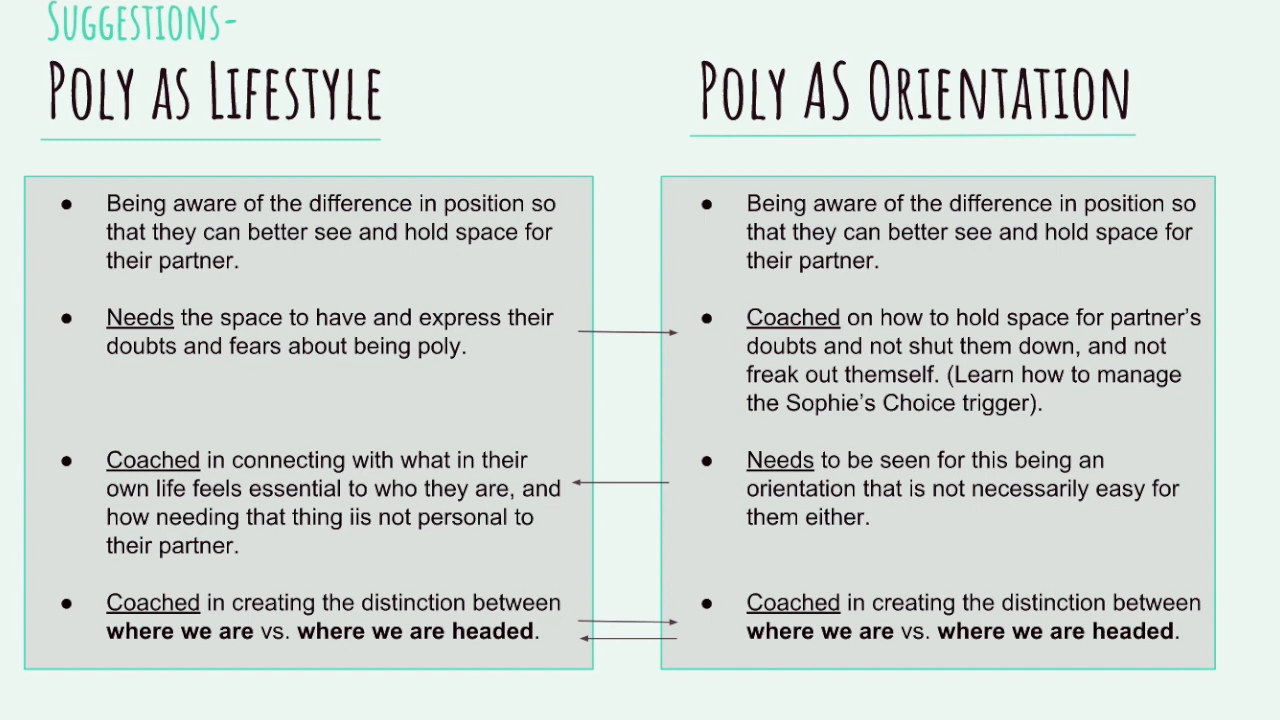 Suggestions-
Poly as Lifestyle
Being aware of the difference in position so
that they can better see and hold space for
their partner.
Needs the space to have and express their
doubts and fears about being poly.
Coached in connecting with what in their
own life feels essential to who they are, and
how needing that thing iis not personal to
their partner.
Coached in creating the distinction between
where we are vs. where we are headed.
Poly AS Orientation
Being aware of the difference in position so
that they can better see and hold space for
their partner.
Coached on how to hold space for partner’s
doubts and not shut them down, and not
freak out themself. (Learn how to manage
the Sophie’s Choice trigger).
Needs to be seen for this being an
orientation that is not necessarily easy for
them either.
Coached in creating the distinction between
where we are vs. where we are headed.